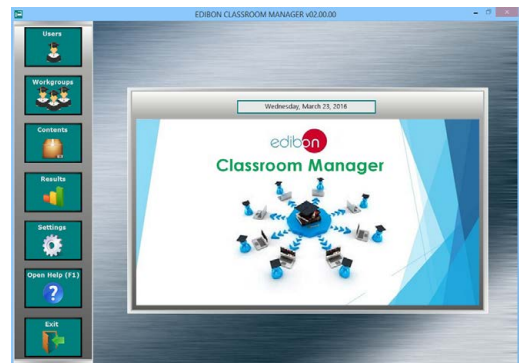 EDIBON CLASSROOM MANAGER v02.00.00
Users
Workgroups
Contents
Results
Settings
Open Help (F1)
Exit
Wednesday, March 23, 2016
edibon
Classroom Manager